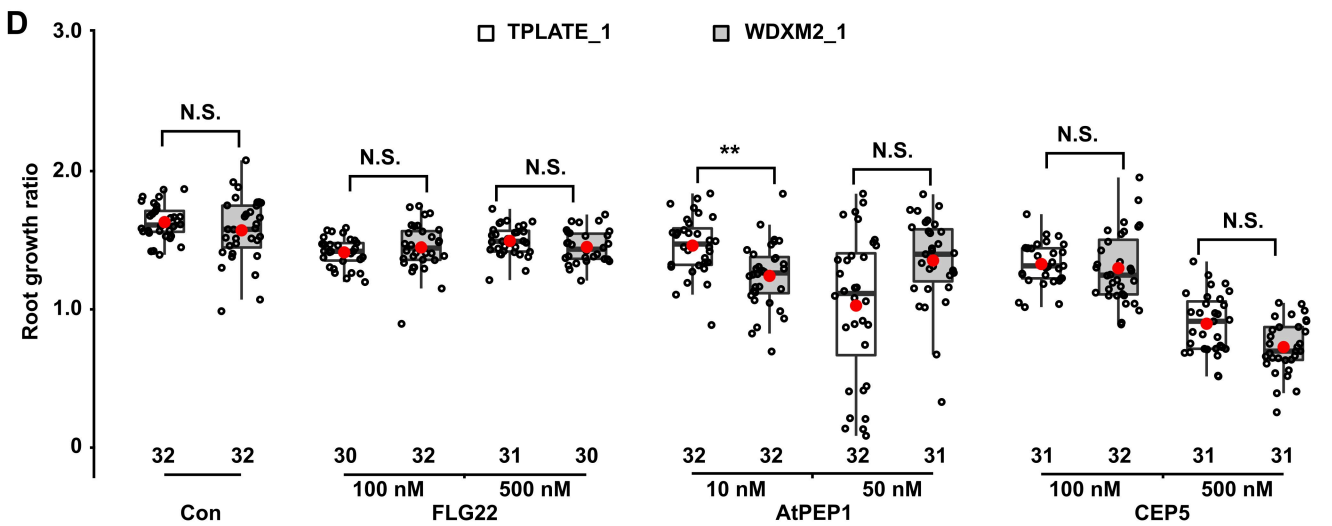 D
3.0
TPLATE_1 WDXM2_1
N.S.
N.S. N.S. ** N.S. N.S.
2.0
N.S.
1.0
0
Root growth ratio
32 32 30 32 31 30 32 32 32 31 31 32 31 31
100 nM 500 nM 10 nM 50 nM 100 nM 500 nM
Con FLG22 AtPEP1 CEP5